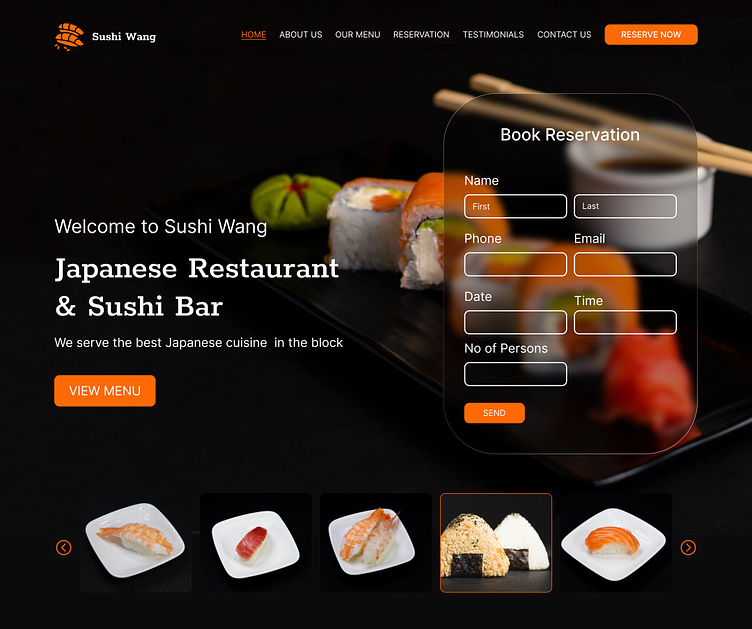 Sushi Wang
HOME ABOUT US OUR MENU RESERVATION TESTIMONIALS CONTACT US RESERVE NOW
Book Reservation
Name
First Last
Phone Email
Date Time
No of Persons
SEND
Welcome to Sushi Wang
Japanese Restaurant
& Sushi Bar
We serve the best Japanese cuisine in the block
VIEW MENU